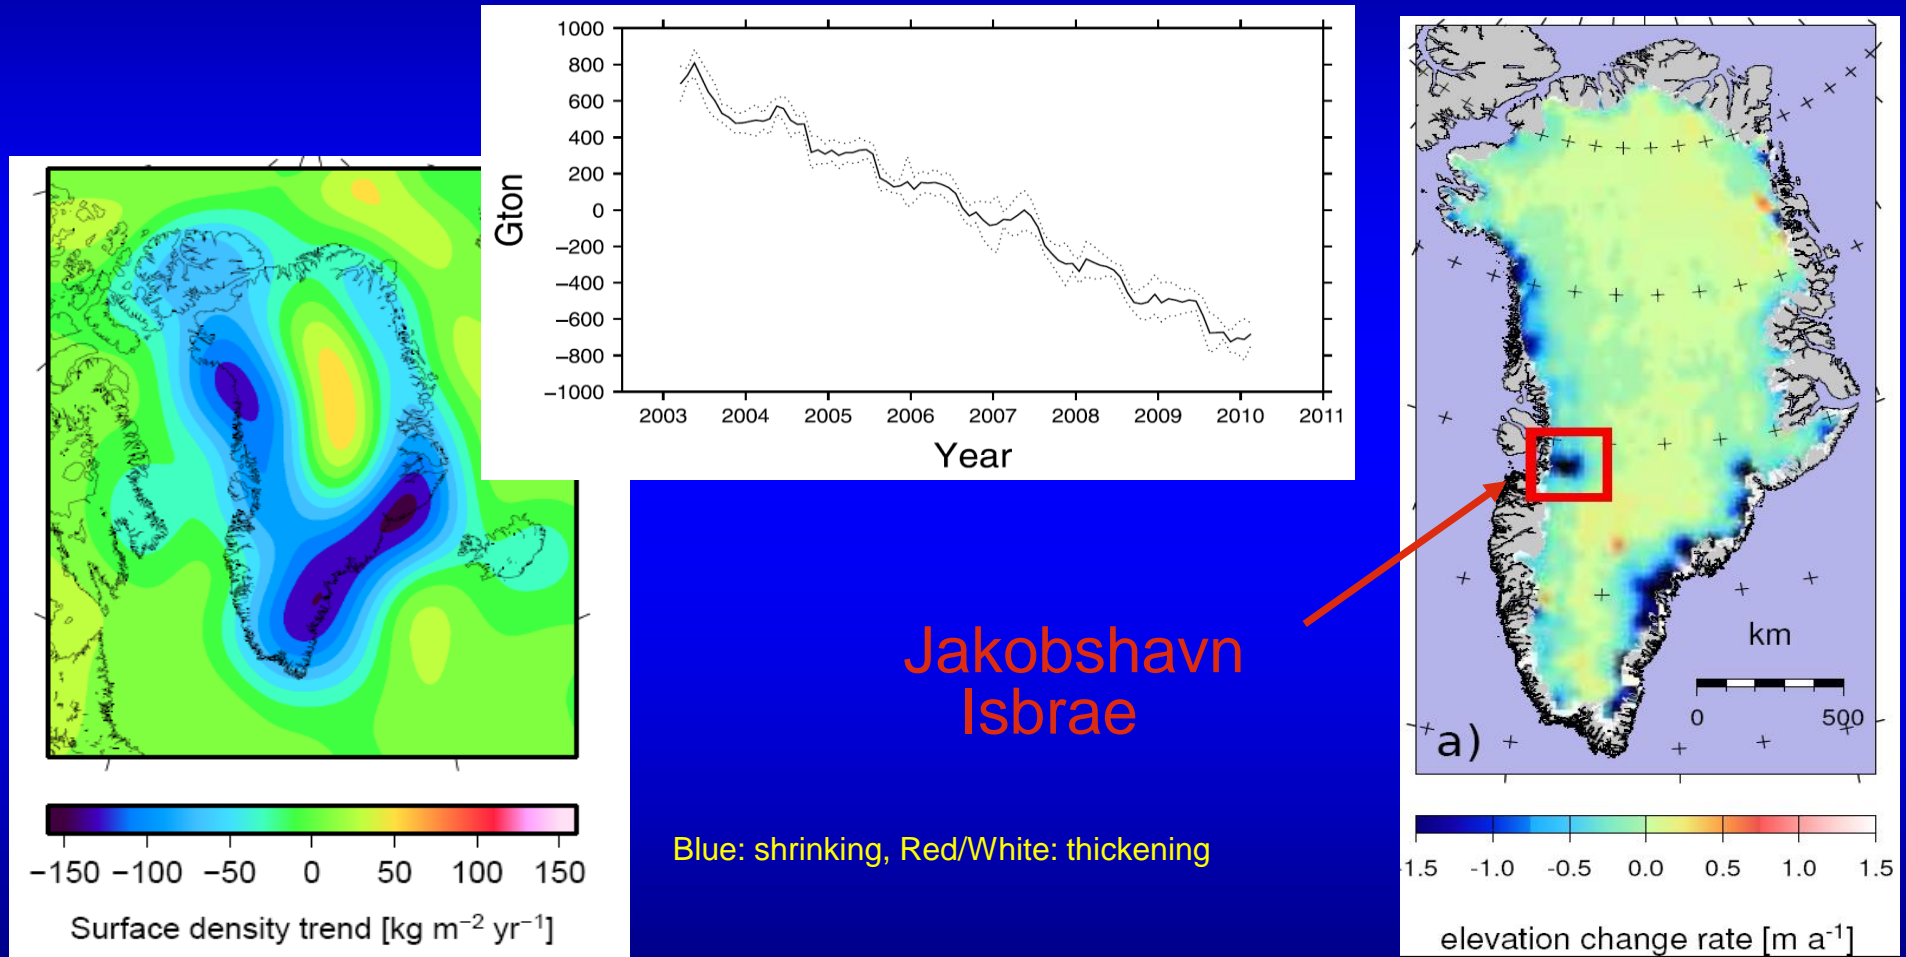 1000
800
600
400
200
0
−200
−400
−600
−800
−1000
Gton
2003 2004 2005 2006 2007 2008 2009 2010 2011
Year
−150 −100 −50 0 50 100 150
Surface density trend [kg m⁻² yr⁻¹]
Jakobshavn
Isbrae
Blue: shrinking, Red/White: thickening
km
0 500
a)
1.5 -1.0 -0.5 0.0 0.5 1.0 1.5
elevation change rate [m a⁻¹]